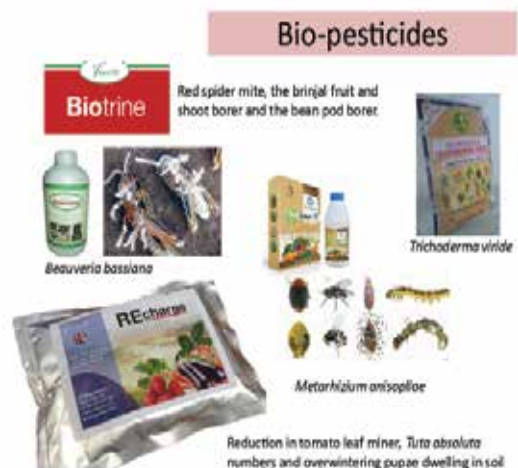 Bio-pesticides
Biotrine
Red spider mite, the brinjal fruit and
shoot borer and the bean pod borer.
Trichoderma viride
Beauveria bassiana
REcharge
Metarhizium anisopliae
Reduction in tomato leaf miner, Tuta absoluta
numbers and overwintering pupae dwelling in soil